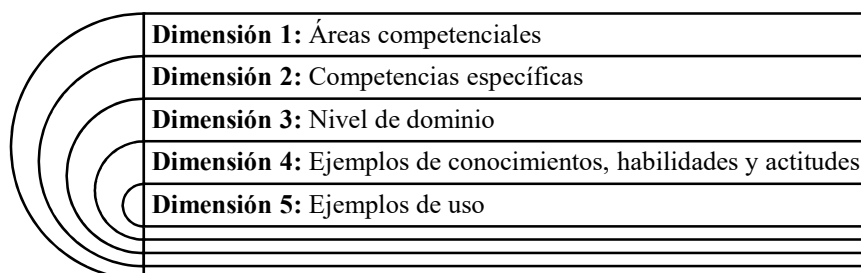 Dimensión 1: Áreas competenciales
Dimensión 2: Competencias específicas
Dimensión 3: Nivel de dominio
Dimensión 4: Ejemplos de conocimientos, habilidades y actitudes
Dimensión 5: Ejemplos de uso